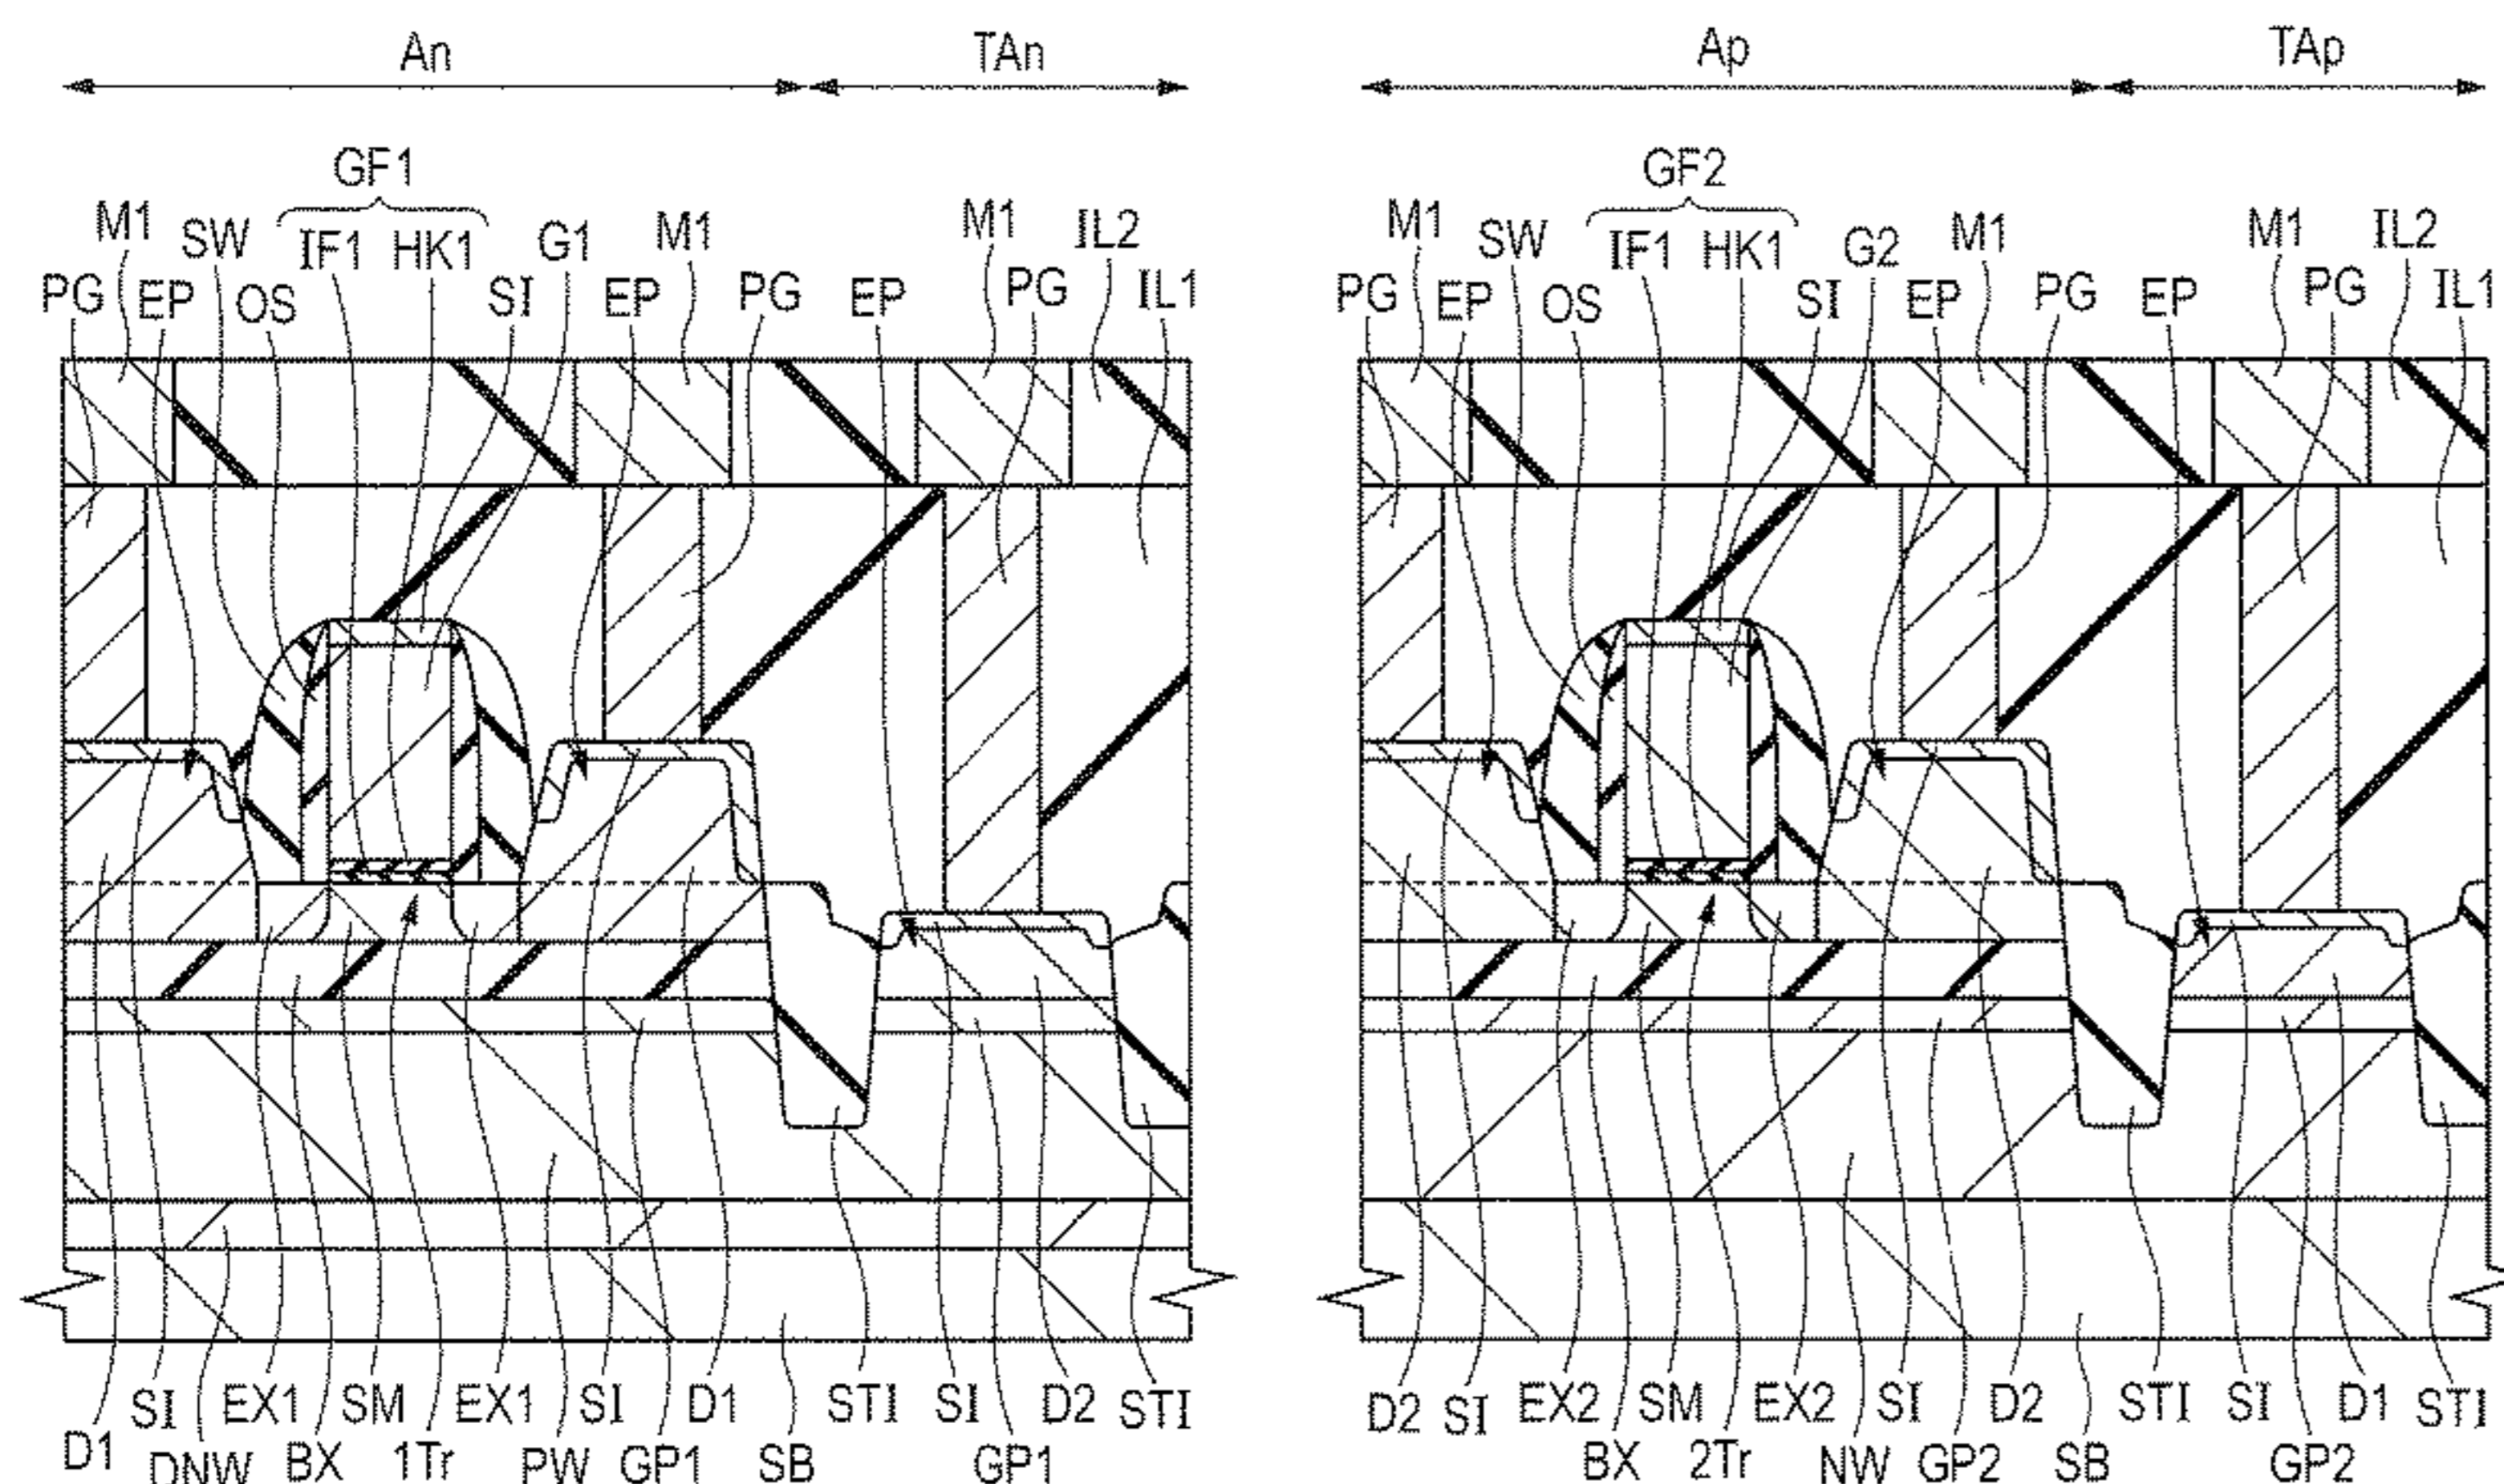 An TAn Ap TAp
GF1 GF2
M1 SW IF1 HK1 G1 M1 M1 IL2 M1 SW IF1 HK1 G2 M1 M1 IL2
PG EP OS SI EP PG EP PG IL1 PG EP OS SI EP PG EP PG IL1
SI EX1 SM EX1 SI D1 STI SI D2 STI D2 SI EX2 SM EX2 SI D2 STI SI D1 STI
D1 DNW BX 1Tr PW GP1 SB GP1 BX 2Tr NW GP2 SB GP2